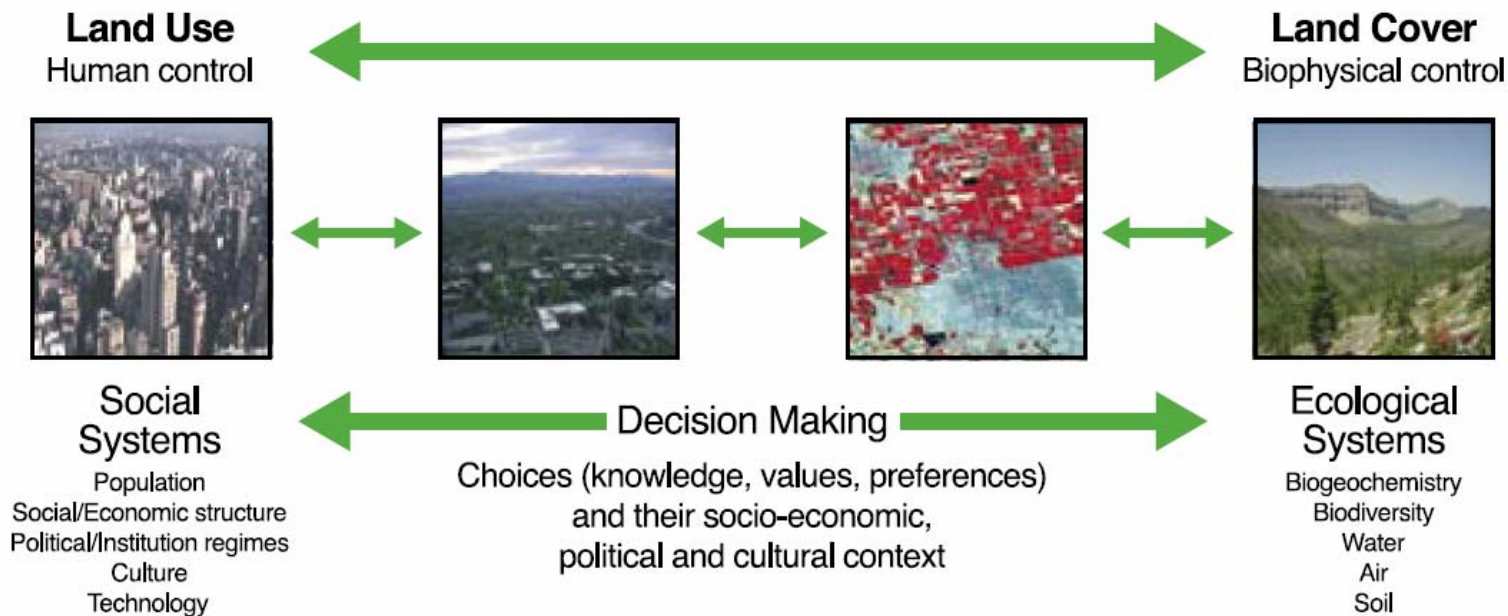 Land Use
Human control
Land Cover
Biophysical control
Social
Systems
Population
Social/Economic structure
Political/Institution regimes
Culture
Technology
Decision Making
Choices (knowledge, values, preferences)
and their socio-economic,
political and cultural context
Ecological
Systems
Biogeochemistry
Biodiversity
Water
Air
Soil